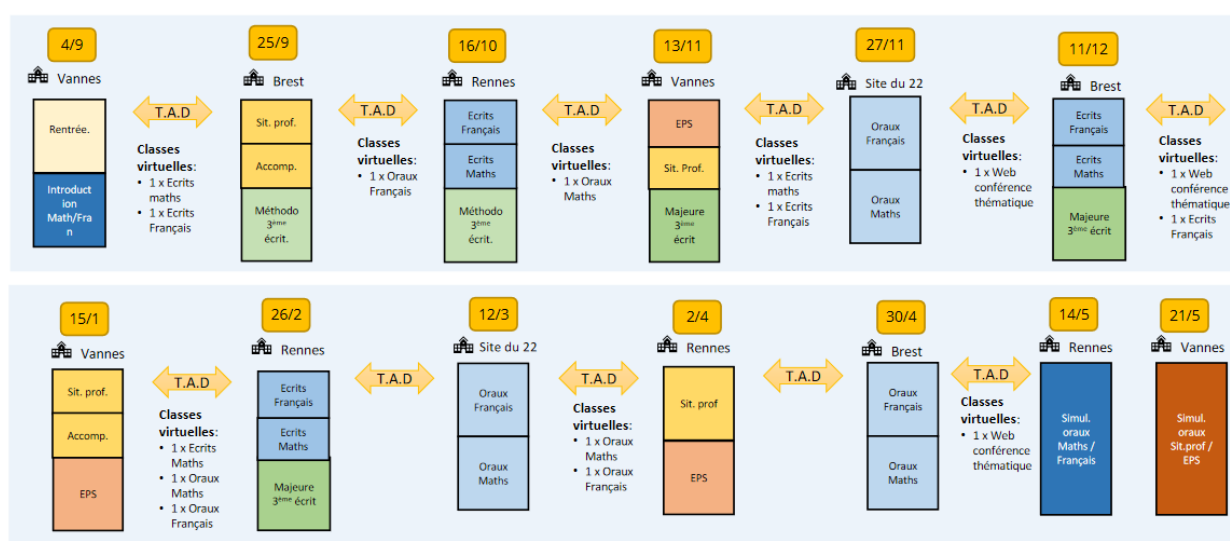 4/9
Vannes
Rentrée.
Introduct
ion
Math/Fra
n
T.A.D
Classes
virtuelles:
• 1 x Ecrits
maths
• 1 x Ecrits
Français
25/9
Brest
Sit. prof.
Accomp.
Méthodo
3ème
écrit.
T.A.D
Classes
virtuelles:
• 1 x Oraux
Français
16/10
Rennes
Ecrits
Français
Ecrits
Maths
Méthodo
3ème
écrit.
T.A.D
Classes
virtuelles:
• 1 x Oraux
Maths
13/11
Vannes
EPS
Sit. Prof.
Majeure
3ème
écrit
T.A.D
Classes
virtuelles:
• 1 x Ecrits
maths
• 1 x Ecrits
Français
27/11
Site du 22
Oraux
Français
Oraux
Maths
T.A.D
Classes
virtuelles:
• 1 x Web
conférence
thématique
11/12
Brest
Ecrits
Français
Ecrits
Maths
Majeure
3ème écrit
T.A.D
Classes
virtuelles:
• 1 x Web
conférence
thématique
• 1 x Ecrits
Français
15/1
Vannes
Sit. prof.
Accomp.
EPS
T.A.D
Classes
virtuelles:
• 1 x Ecrits
Maths
• 1 x Oraux
Maths
• 1 x Oraux
Français
26/2
Rennes
Ecrits
Français
Ecrits
Maths
Majeure
3ème écrit
T.A.D
12/3
Site du 22
Oraux
Français
Oraux
Maths
T.A.D
Classes
virtuelles:
• 1 x Oraux
Maths
• 1 x Oraux
Français
2/4
Rennes
Sit. prof
EPS
T.A.D
30/4
Brest
Oraux
Français
Oraux
Maths
T.A.D
Classes
virtuelles:
• 1 x Web
conférence
thématique
14/5
Rennes
Simul.
oraux
Maths /
Français
21/5
Vannes
Simul.
oraux
Sit.prof /
EPS